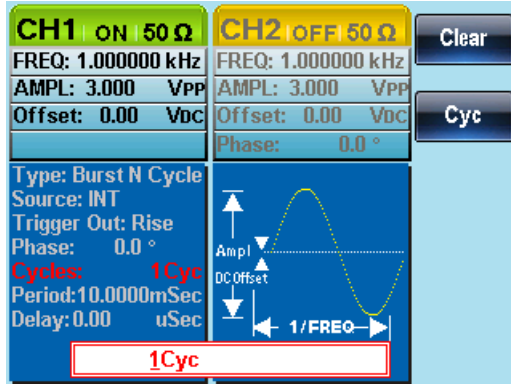 CH1 ON 50 Ω
FREQ: 1.000000 kHz
AMPL: 3.000 VPP
Offset: 0.00 VDC
CH2 OFF 50 Ω
FREQ: 1.000000 kHz
AMPL: 3.000 VPP
Offset: 0.00 VDC
Phase: 0.0 °
Clear
Cyc
Type: Burst N Cycle
Source: INT
Trigger Out: Rise
Phase: 0.0 °
Cycles: 1Cyc
Period:10.0000mSec
Delay:0.00 uSec
Ampl
DC Offset
1/FREQ
1Cyc